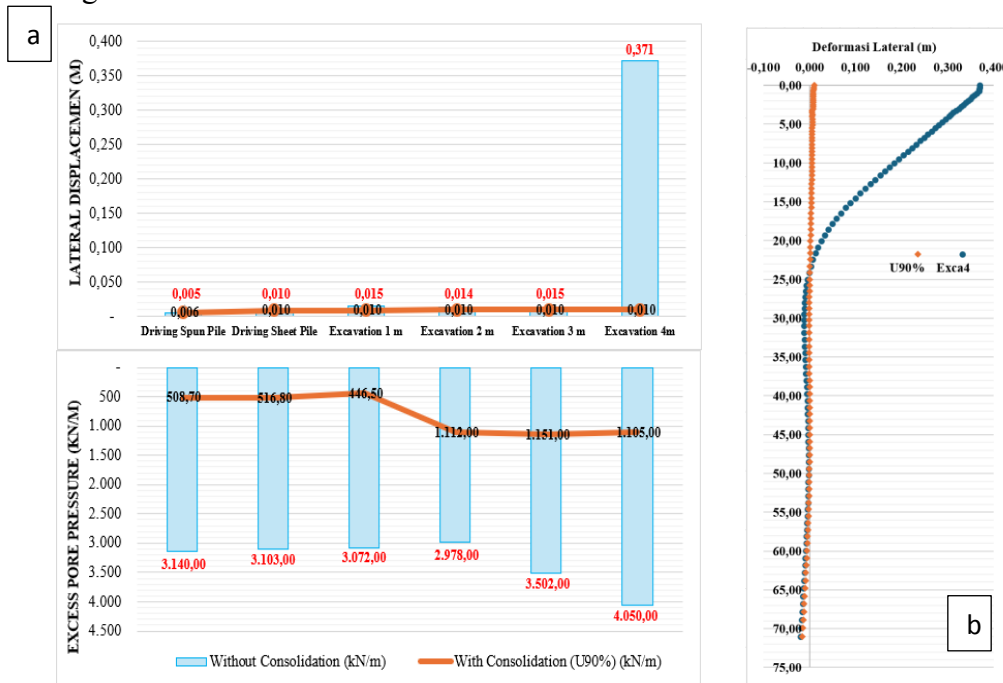 a
LATERAL DISPLACEMEN (M)
0,400
0,350
0,300
0,250
0,200
0,150
0,100
0,050
-
0,371
0,005 0,010 0,015 0,014 0,015
0,006 0,010 0,010 0,010 0,010 0,010
Driving Spun Pile Driving Sheet Pile Excavation 1 m Excavation 2 m Excavation 3 m Excavation 4m
EXCESS PORE PRESSURE (KN/M)
-
500
1.000
1.500
2.000
2.500
3.000
3.500
4.000
4.500
508,70 516,80 446,50 1.112,00 1.151,00 1.105,00
3.140,00 3.103,00 3.072,00 2.978,00 3.502,00 4.050,00
Without Consolidation (kN/m) With Consolidation (U90%) (kN/m)
Deformasi Lateral (m)
-0,100 0,000 0,100 0,200 0,300 0,400
0,00
5,00
10,00
15,00
20,00
25,00
30,00
35,00
40,00
45,00
50,00
55,00
60,00
65,00
70,00
75,00
U90% Exca4
b